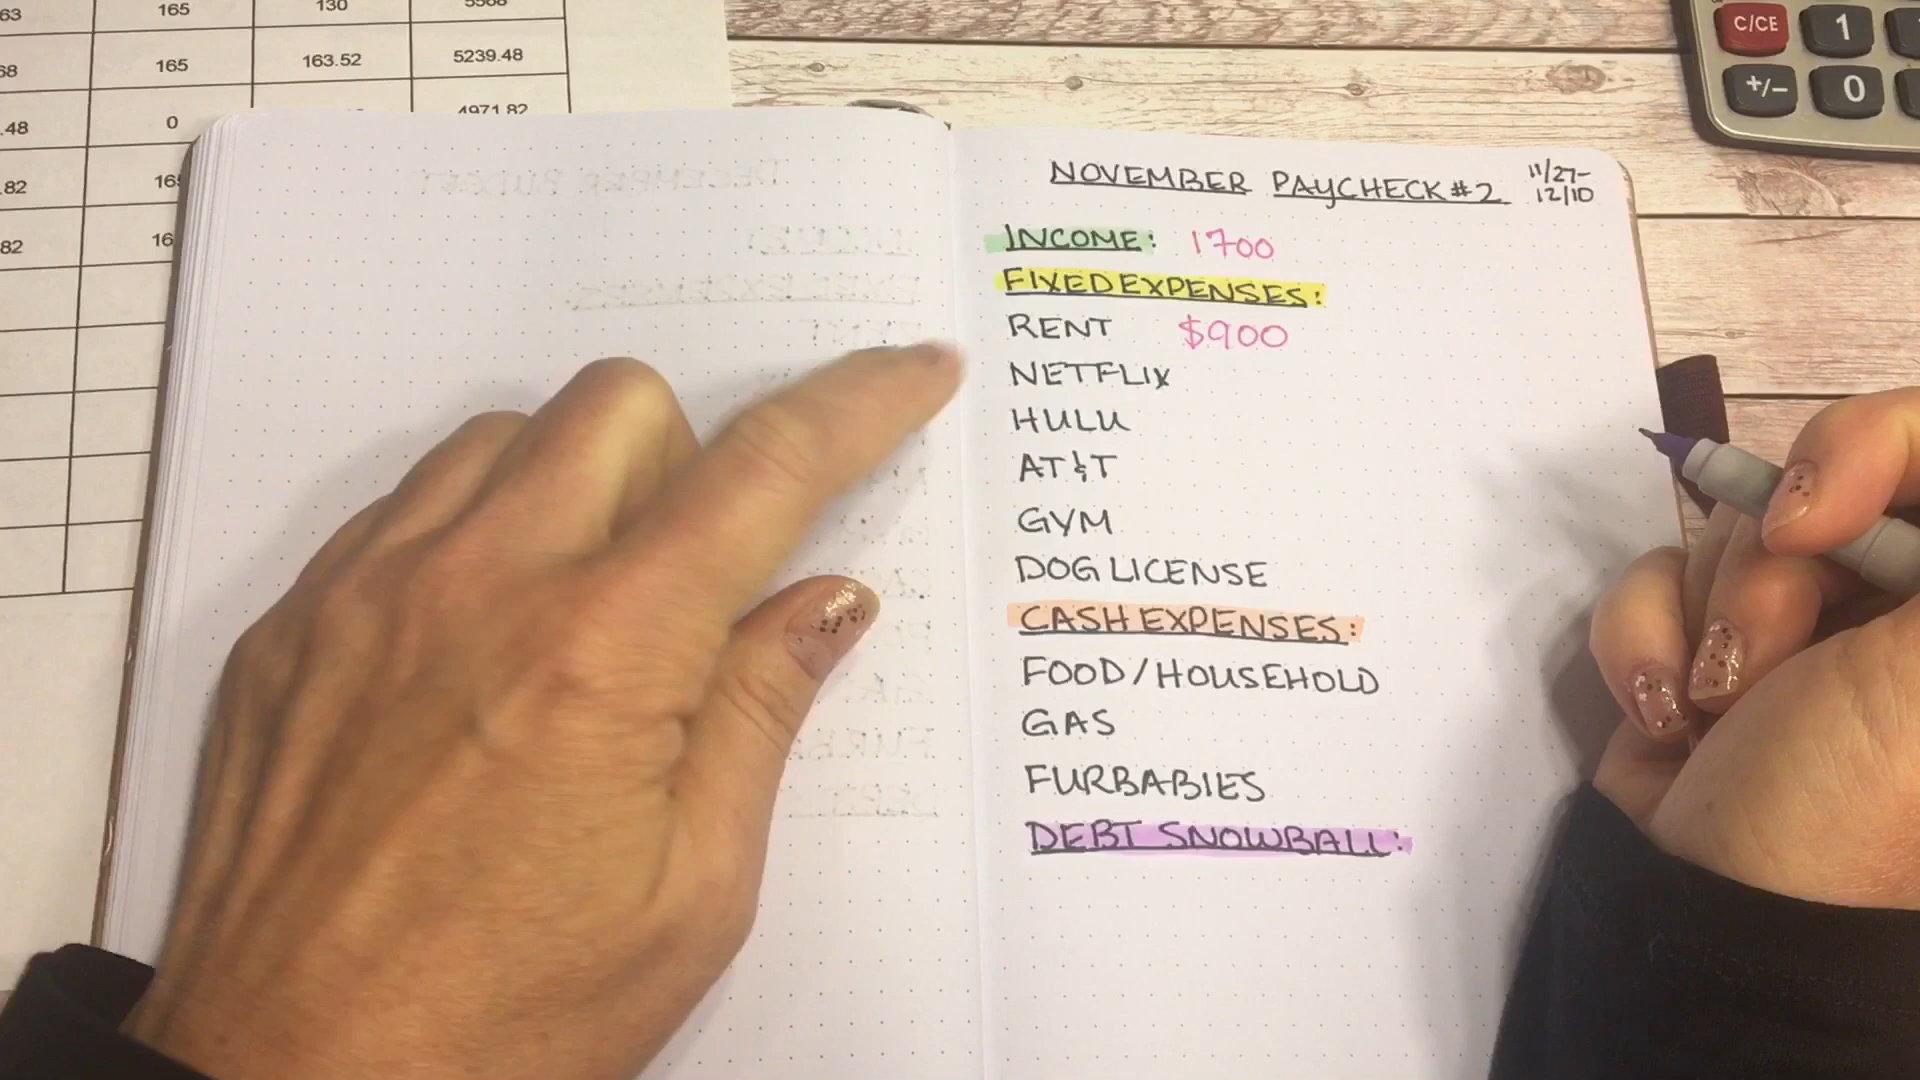 63 165 130 5568
68 165 163.52 5239.48
.48 0 4971.82
.82
82
C/CE 1
+/- 0
NOVEMBER PAYCHECK #2 11/27-
12/10
INCOME: 1700
FIXED EXPENSES:
RENT $900
NETFLIX
HULU
AT&T
GYM
DOG LICENSE
CASH EXPENSES:
FOOD/HOUSEHOLD
GAS
FURBABIES
DEBT SNOWBALL: